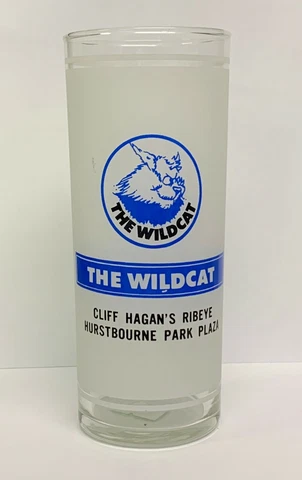 THE WILDCAT
THE WILDCAT
CLIFF HAGAN'S RIBEYE
HURSTBOURNE PARK PLAZA